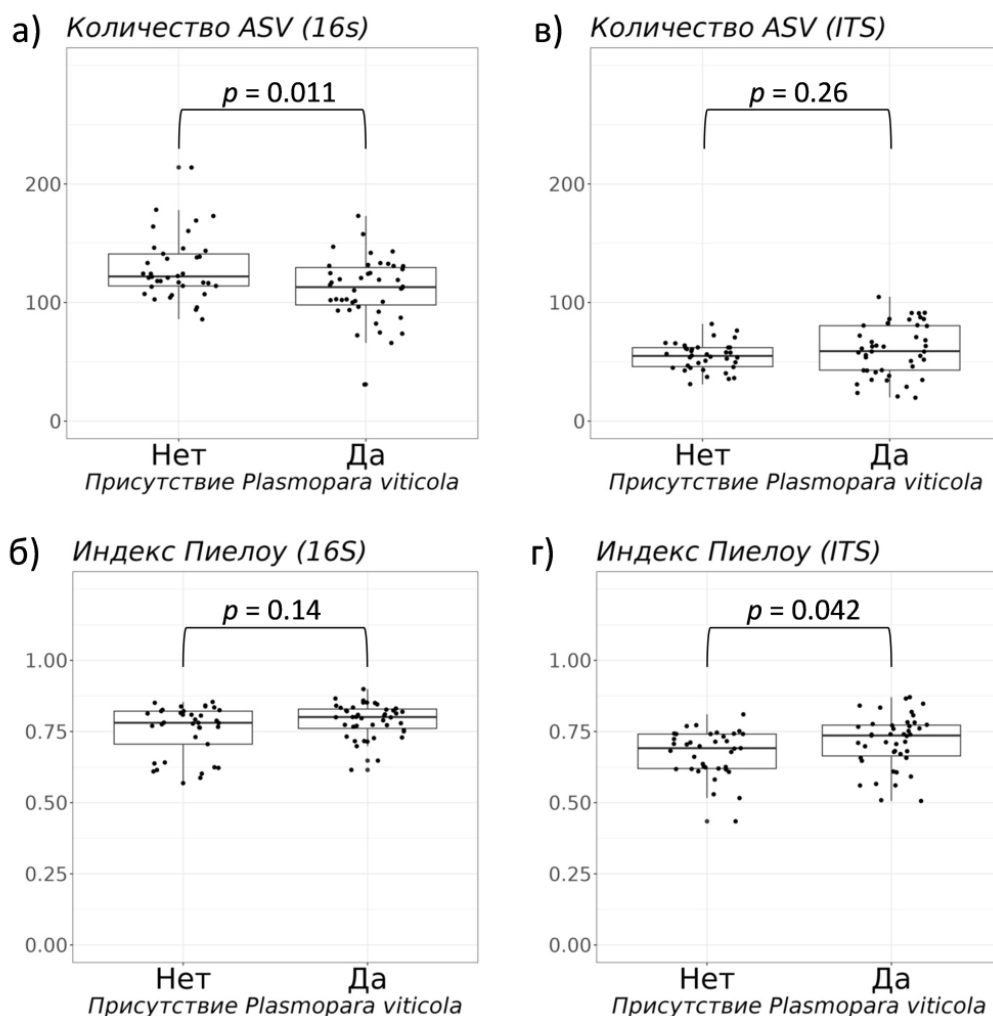 а) Количество ASV (16s)
p = 0.011
200
100
0
Нет Да
Присутствие Plasmopara viticola
в) Количество ASV (ITS)
p = 0.26
200
100
0
Нет Да
Присутствие Plasmopara viticola
б) Индекс Пиелоу (16S)
p = 0.14
1.00
0.75
0.50
0.25
0.00
Нет Да
Присутствие Plasmopara viticola
г) Индекс Пиелоу (ITS)
p = 0.042
1.00
0.75
0.50
0.25
0.00
Нет Да
Присутствие Plasmopara viticola